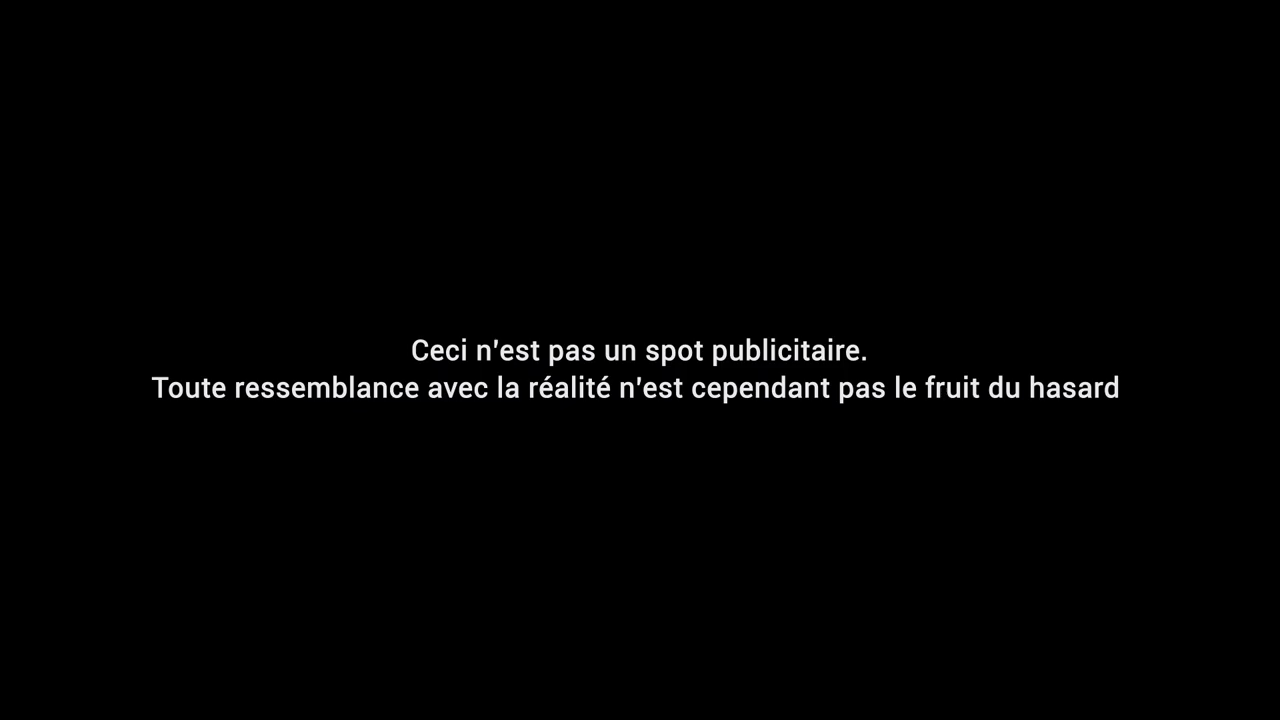 Ceci n'est pas un spot publicitaire.
Toute ressemblance avec la réalité n'est cependant pas le fruit du hasard